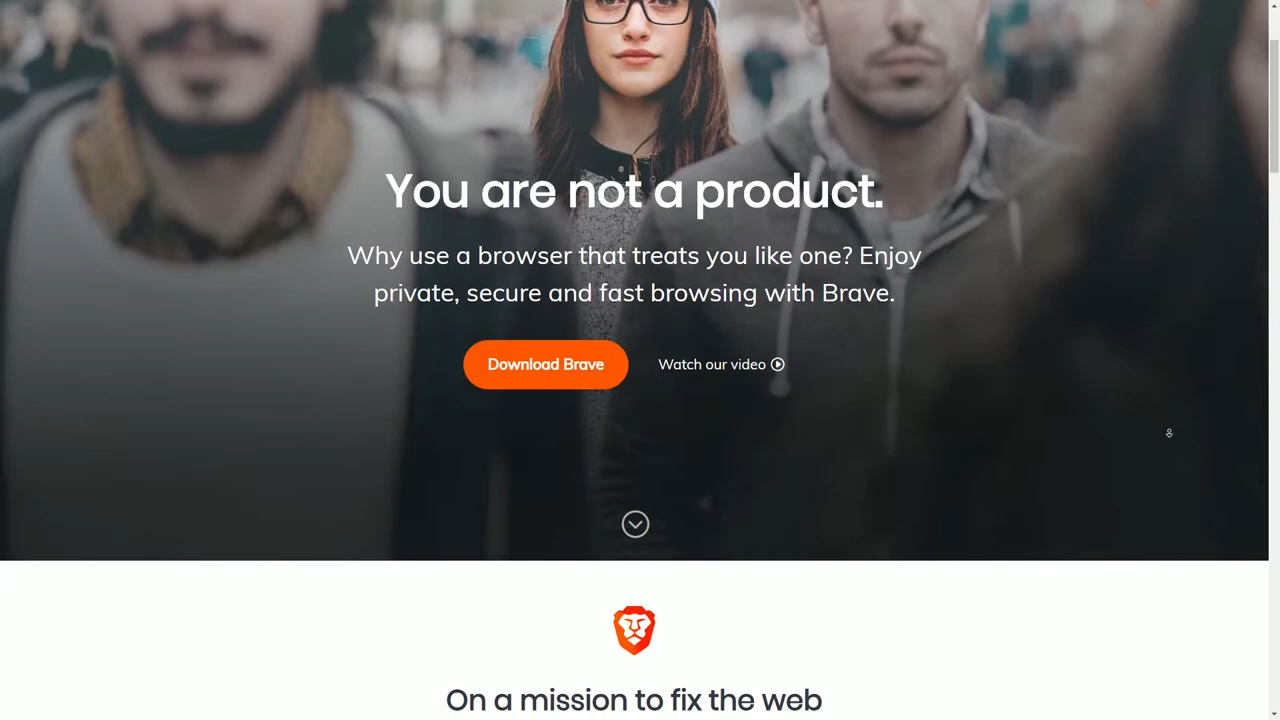 You are not a product.
Why use a browser that treats you like one? Enjoy
private, secure and fast browsing with Brave.
Download Brave
Watch our video
On a mission to fix the web